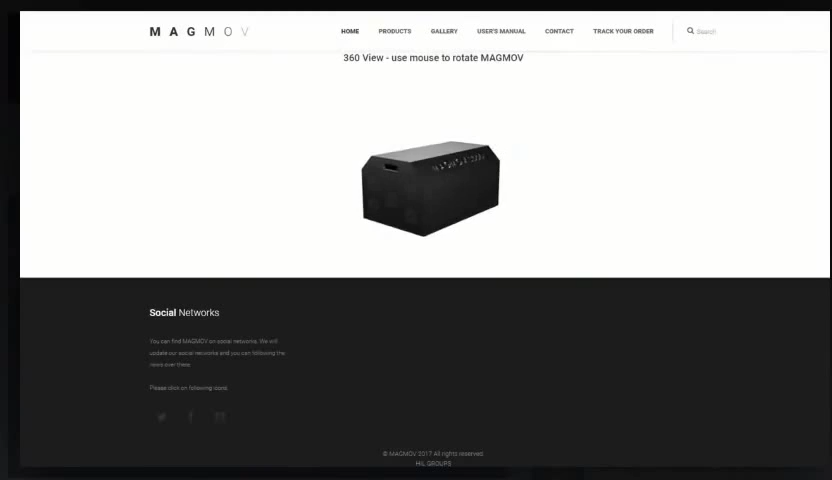 MAGMOV
HOME PRODUCTS GALLERY USER'S MANUAL CONTACT TRACK YOUR ORDER Search
360 View - use mouse to rotate MAGMOV
Social Networks
You can find MAGMOV on social networks. We will
update our social networks and you can following the
news over there.
Please click on following icons.
© MAGMOV 2017 All rights reserved.
HIL GROUPS